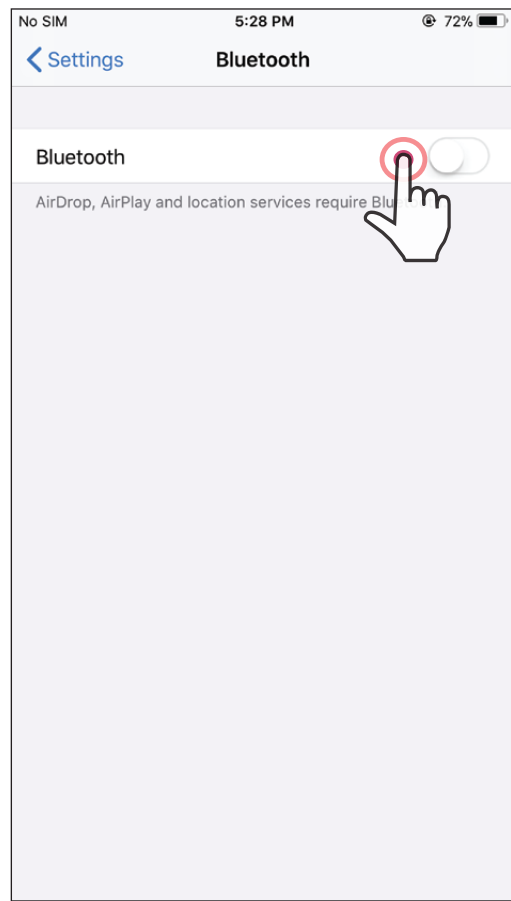 No SIM 5:28 PM 72%
Settings Bluetooth
Bluetooth
AirDrop, AirPlay and location services require